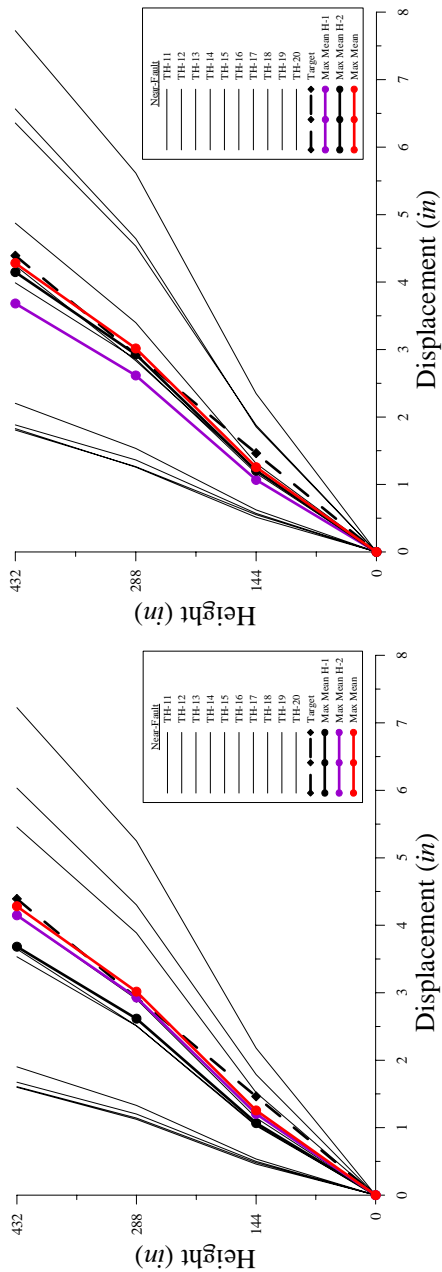 Height (in)
432
288
144
0
Near-Fault
TH-11
TH-12
TH-13
TH-14
TH-15
TH-16
TH-17
TH-18
TH-19
TH-20
Target
Max Mean H-1
Max Mean H-2
Max Mean
0 1 2 3 4 5 6 7 8
Displacement (in)
Height (in)
432
288
144
0
Near-Fault
TH-11
TH-12
TH-13
TH-14
TH-15
TH-16
TH-17
TH-18
TH-19
TH-20
Target
Max Mean H-1
Max Mean H-2
Max Mean
0 1 2 3 4 5 6 7 8
Displacement (in)